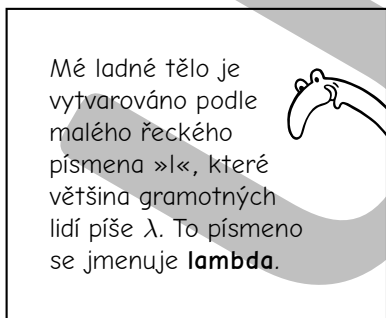 Mé ladné tělo je
vytvarováno podle
malého řeckého
písmena »l«, které
většina gramotných
lidí píše λ. To písmeno
se jmenuje lambda.